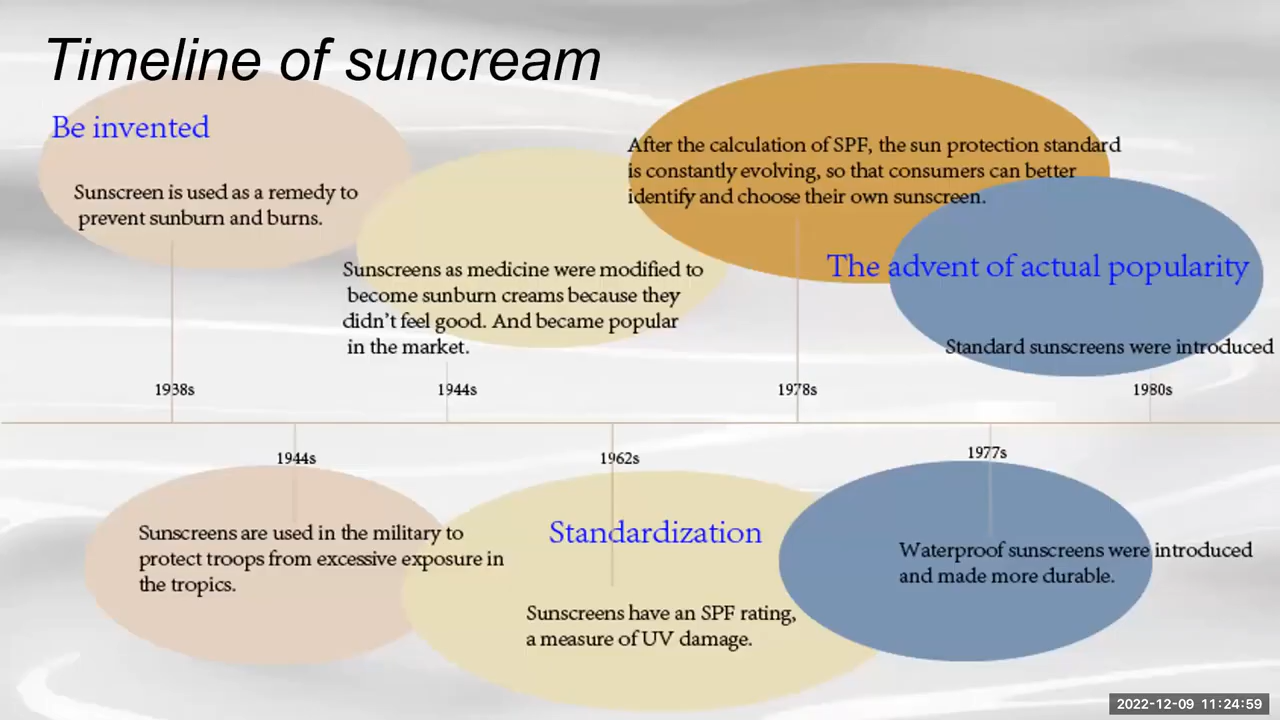 Timeline of suncream
Be invented
Sunscreen is used as a remedy to
prevent sunburn and burns.
Sunscreens as medicine were modified to
become sunburn creams because they
didn't feel good. And became popular
in the market.
After the calculation of SPF, the sun protection standard
is constantly evolving, so that consumers can better
identify and choose their own sunscreen.
The advent of actual popularity
Standard sunscreens were introduced
1938s
1944s
1978s
1980s
1944s
1962s
1977s
Sunscreens are used in the military to
protect troops from excessive exposure in
the tropics.
Standardization
Sunscreens have an SPF rating,
a measure of UV damage.
Waterproof sunscreens were introduced
and made more durable.
2022-12-09 11:24:59